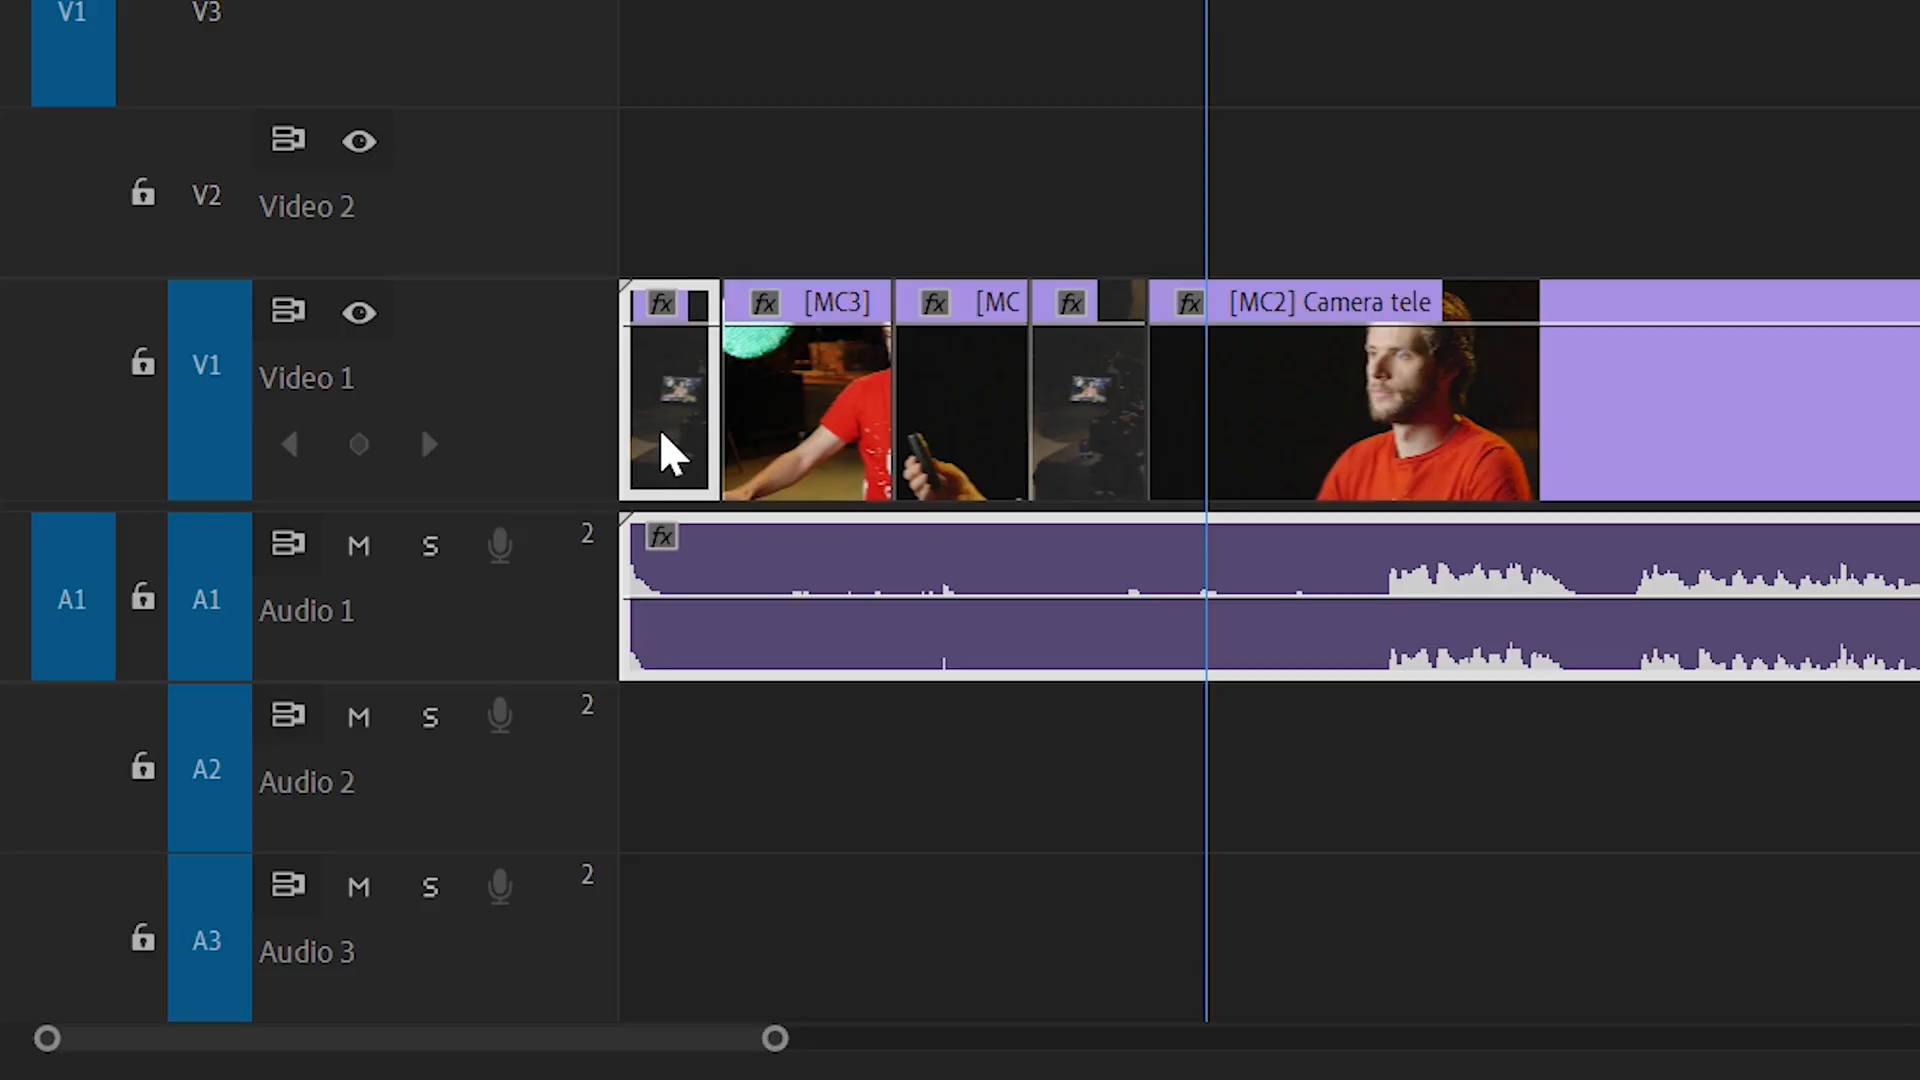 V1 V3
V2 Video 2
fx fx [MC3] fx [MC fx fx [MC2] Camera tele
V1 Video 1
A1 A1 M S 2 fx
Audio 1
A2 M S 2
Audio 2
A3 M S 2
Audio 3